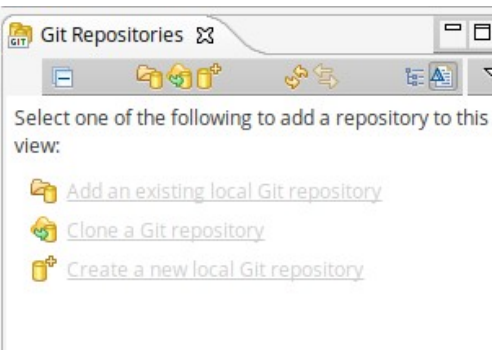 Git Repositories
Select one of the following to add a repository to this
view:
Add an existing local Git repository
Clone a Git repository
Create a new local Git repository